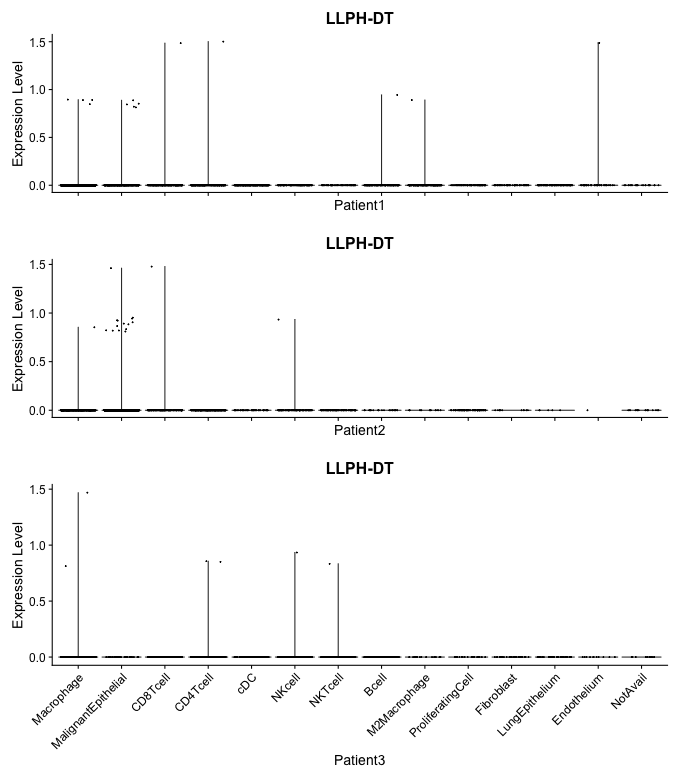 LLPH-DT
Expression Level
1.5
1.0
0.5
0.0
Patient1
LLPH-DT
Expression Level
1.5
1.0
0.5
0.0
Patient2
LLPH-DT
Expression Level
1.5
1.0
0.5
0.0
Macrophage
MalignantEpithelial
CD8Tcell
CD4Tcell
cDC
NKcell
NKTcell
Bcell
M2Macrophage
ProliferatingCell
Fibroblast
LungEpithelium
Endothelium
NotAvail
Patient3